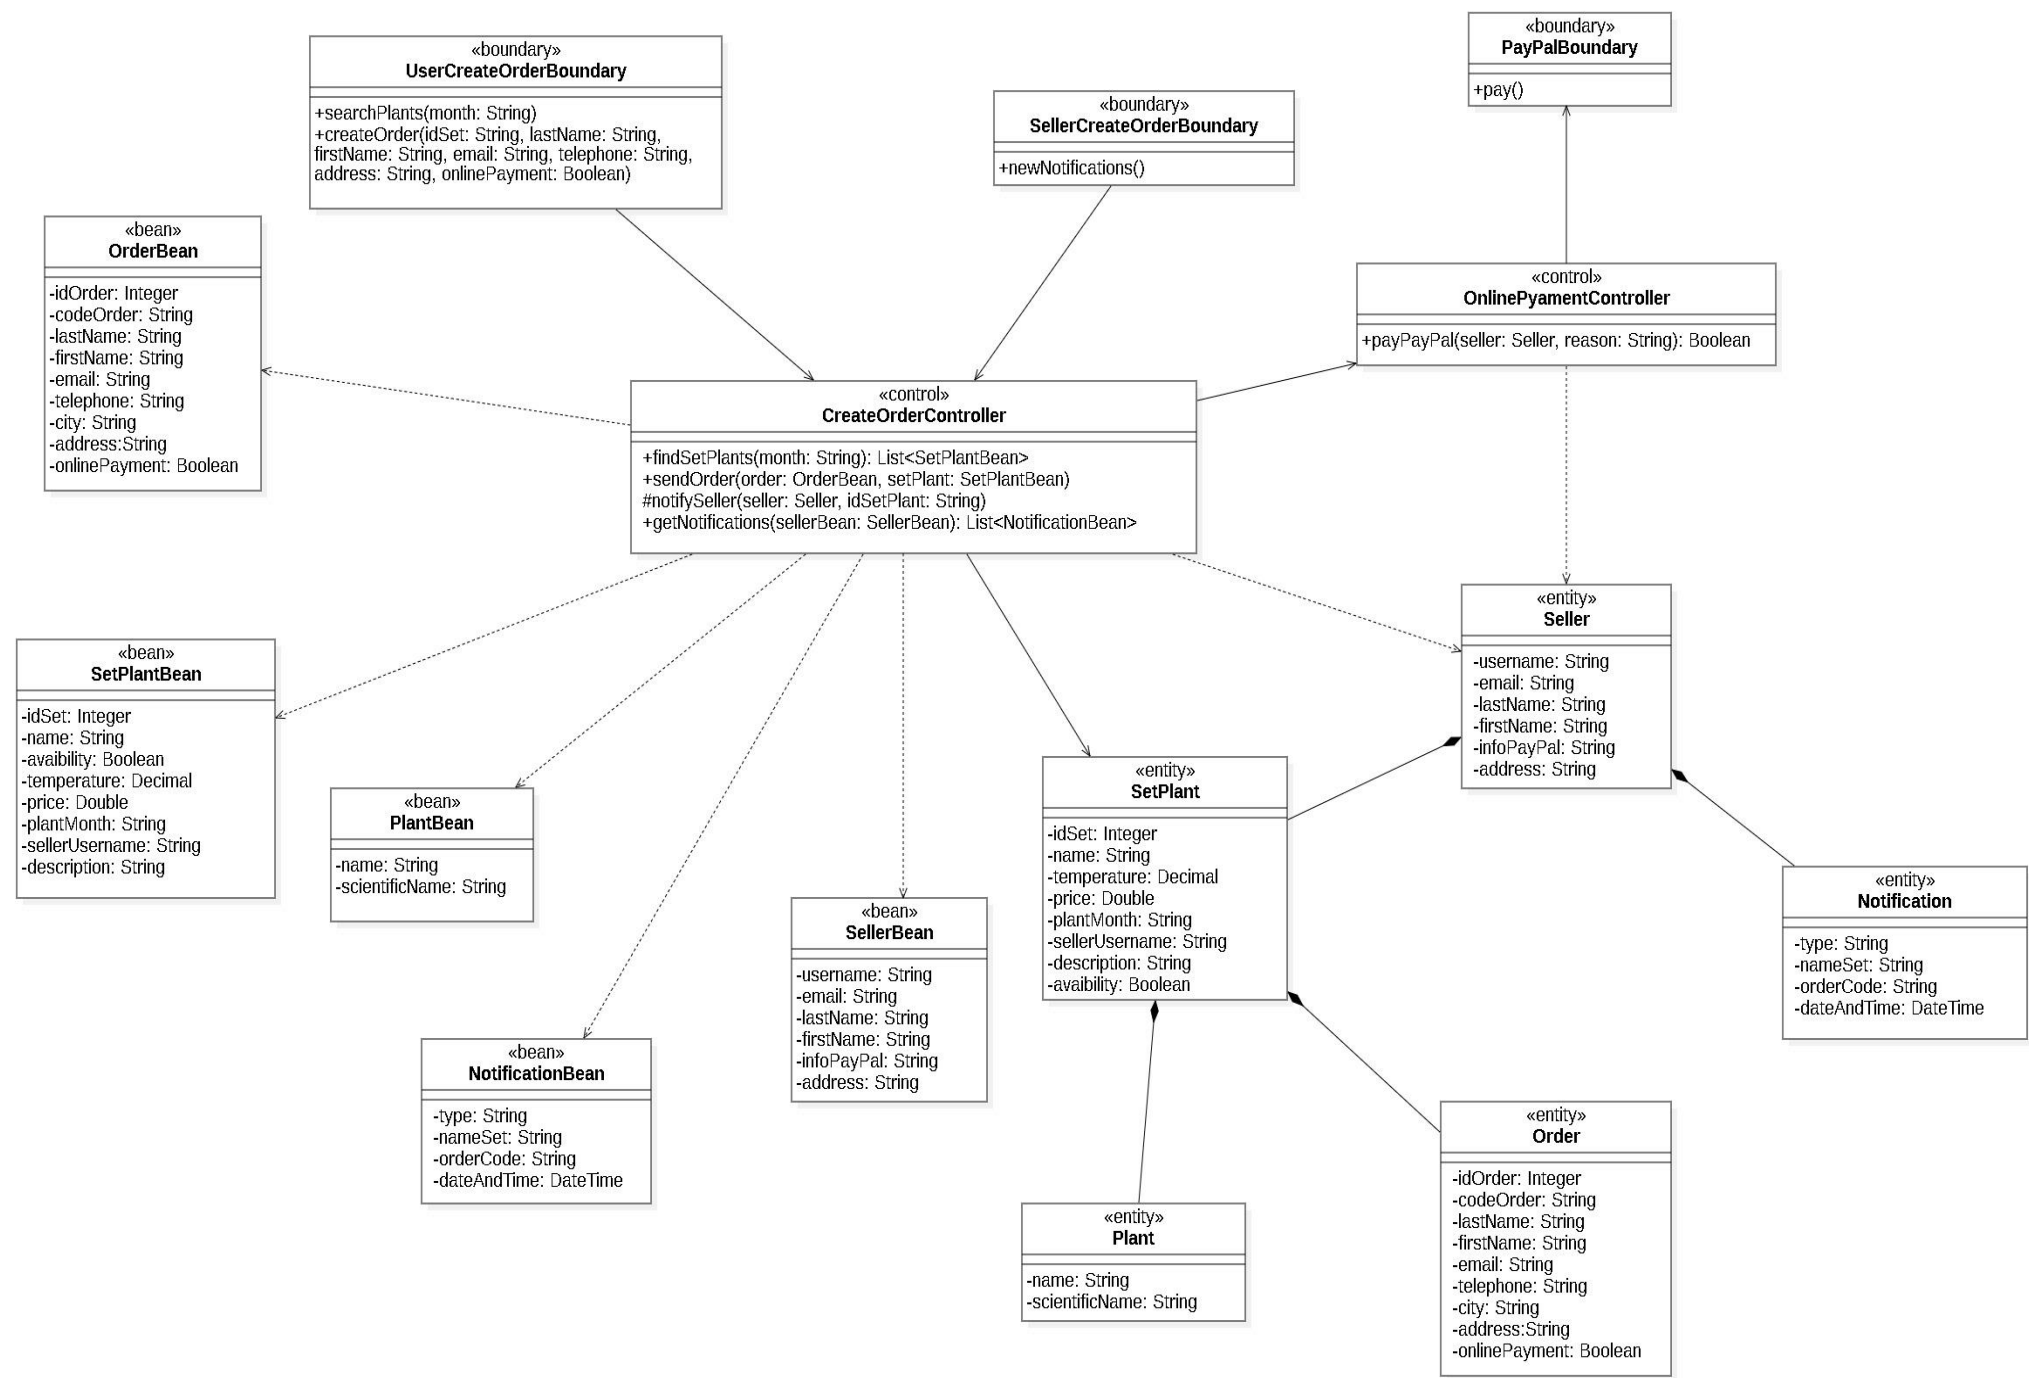 «boundary»
PayPalBoundary
+pay()
«boundary»
UserCreateOrderBoundary
+searchPlants(month: String)
+createOrder(idSet: String, lastName: String,
firstName: String, email: String, telephone: String,
address: String, onlinePayment: Boolean)
«boundary»
SellerCreateOrderBoundary
+newNotifications()
«bean»
OrderBean
-idOrder: Integer
-codeOrder: String
-lastName: String
-firstName: String
-email: String
-telephone: String
-city: String
-address:String
-onlinePayment: Boolean
«control»
OnlinePyamentController
+payPayPal(seller: Seller, reason: String): Boolean
«control»
CreateOrderController
+findSetPlants(month: String): List<SetPlantBean>
+sendOrder(order: OrderBean, setPlant: SetPlantBean)
#notifySeller(seller: Seller, idSetPlant: String)
+getNotifications(sellerBean: SellerBean): List<NotificationBean>
«entity»
Seller
-username: String
-email: String
-lastName: String
-firstName: String
-infoPayPal: String
-address: String
«bean»
SetPlantBean
-idSet: Integer
-name: String
-avaibility: Boolean
-temperature: Decimal
-price: Double
-plantMonth: String
-sellerUsername: String
-description: String
«bean»
PlantBean
-name: String
-scientificName: String
«entity»
SetPlant
-idSet: Integer
-name: String
-temperature: Decimal
-price: Double
-plantMonth: String
-sellerUsername: String
-description: String
-avaibility: Boolean
«entity»
Notification
-type: String
-nameSet: String
-orderCode: String
-dateAndTime: DateTime
«bean»
SellerBean
-username: String
-email: String
-lastName: String
-firstName: String
-infoPayPal: String
-address: String
«bean»
NotificationBean
-type: String
-nameSet: String
-orderCode: String
-dateAndTime: DateTime
«entity»
Order
-idOrder: Integer
-codeOrder: String
-lastName: String
-firstName: String
-email: String
-telephone: String
-city: String
-address:String
-onlinePayment: Boolean
«entity»
Plant
-name: String
-scientificName: String